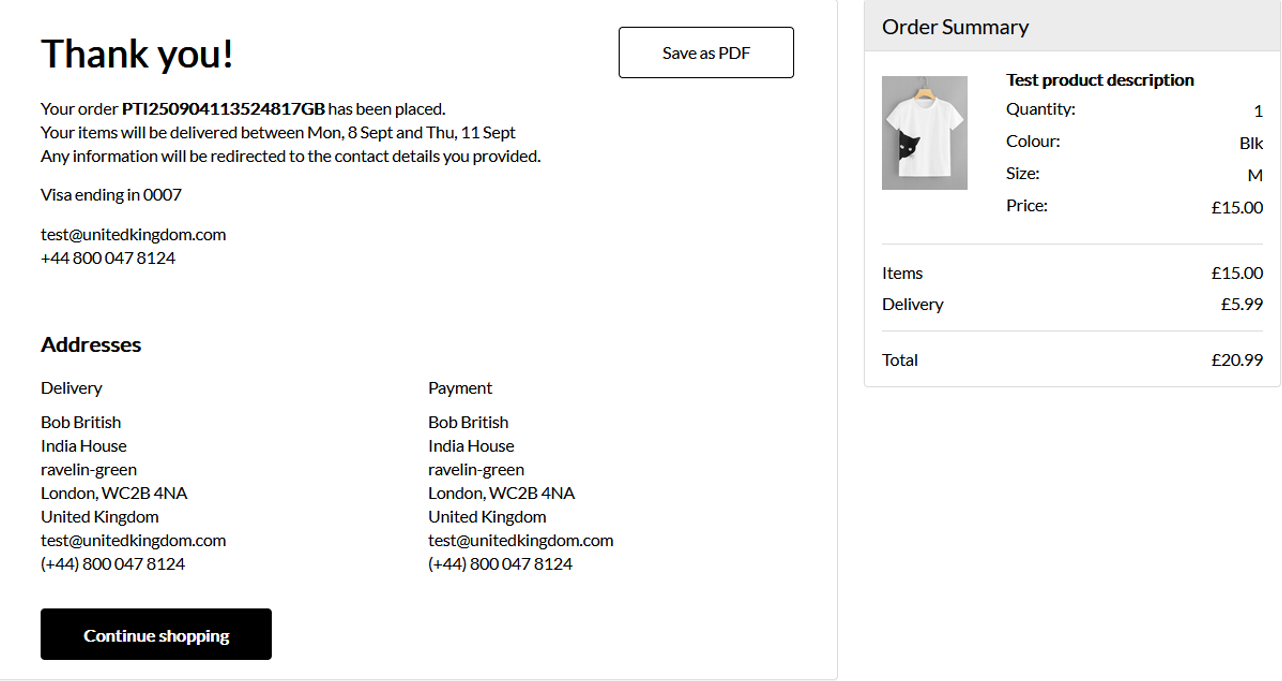 Thank you!
Save as PDF
Your order PTI250904113524817GB has been placed.
Your items will be delivered between Mon, 8 Sept and Thu, 11 Sept
Any information will be redirected to the contact details you provided.
Visa ending in 0007
test@unitedkingdom.com
+44 800 047 8124
Addresses
Delivery
Bob British
India House
ravelin-green
London, WC2B 4NA
United Kingdom
test@unitedkingdom.com
(+44) 800 047 8124
Payment
Bob British
India House
ravelin-green
London, WC2B 4NA
United Kingdom
test@unitedkingdom.com
(+44) 800 047 8124
Continue shopping
Order Summary
Test product description
Quantity: 1
Colour: Blk
Size: M
Price: £15.00
Items £15.00
Delivery £5.99
Total £20.99